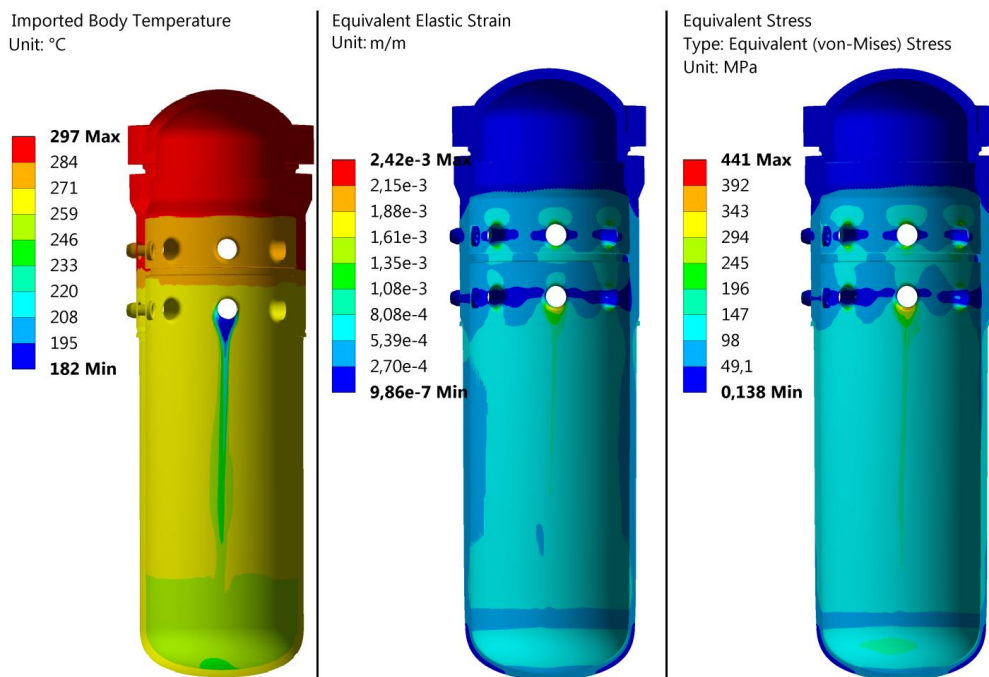 Imported Body Temperature
Unit: °C
297 Max
284
271
259
246
233
220
208
195
182 Min
Equivalent Elastic Strain
Unit: m/m
2,42e-3 Max
2,15e-3
1,88e-3
1,61e-3
1,35e-3
1,08e-3
8,08e-4
5,39e-4
2,70e-4
9,86e-7 Min
Equivalent Stress
Type: Equivalent (von-Mises) Stress
Unit: MPa
441 Max
392
343
294
245
196
147
98
49,1
0,138 Min